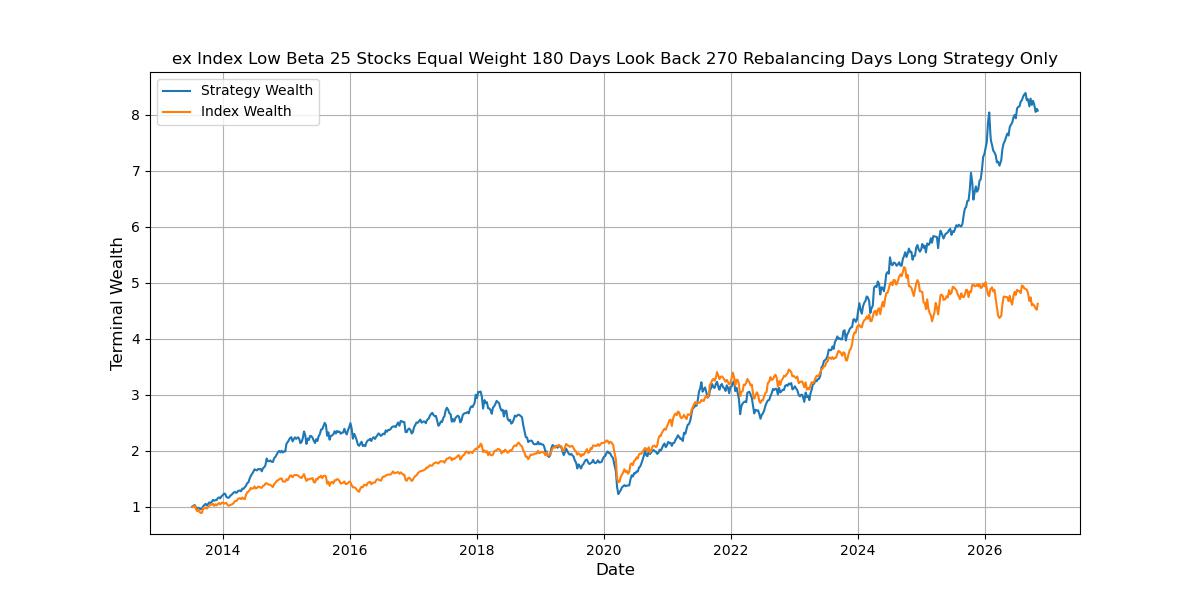 ex Index Low Beta 25 Stocks Equal Weight 180 Days Look Back 270 Rebalancing Days Long Strategy Only
Strategy Wealth
Index Wealth
Terminal Wealth
8
7
6
5
4
3
2
1
2014 2016 2018 2020 2022 2024 2026
Date